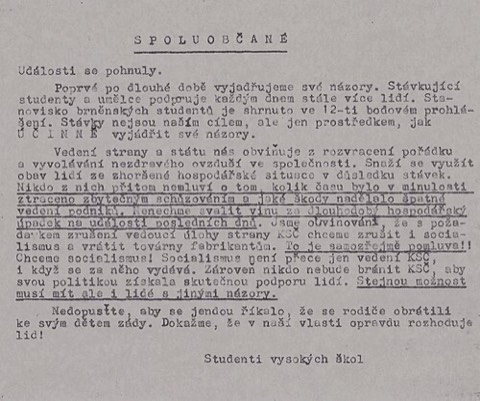 SPOLUOBČANÉ
Události se pohnuly.
Poprvé po dlouhé době vyjadřujeme své názory. Stávkující
studenty a umělce podporuje každým dnem stále více lidí. Sta-
novisko brněnských studentů je shrnuto ve 12-ti bodovém prohlá-
šení. Stávky nejsou naším cílem, ale jen prostředkem, jak
ÚČINNĚ vyjádřit své názory.
Vedení strany a státu nás obviňuje z rozvracení pořádku
a vyvolávání nezdravého ovzduší ve společnosti. Snaží se využít
obav lidí ze zhoršené hospodářské situace v důsledku stávek.
Nikdo z nich přitom nemluví o tom, kolik času bylo v minulosti
ztraceno zbytečným schůzováním a jaké škody nadělalo špatné
vedení podniků. Nenechme svalit vinu za dlouhodobý hospodářský
úpadek na události posledních dnů. Jsme obviňováni, že s poža-
davkem zrušení vedoucí úlohy strany KSČ chceme zrušit i socia-
lismus a vrátit továrny fabrikantům. To je samozřejmě pomluva!!
Chceme socialismus! Socialismus není přece jen vedení KSČ,
i když se za něho vydává. Zároven nikdo nebude bránit KSČ, aby
svou politikou získala skutečnou podporu lidí. Stejnou možnost
musí mít ale i lidé s jinými názory.
Nedopusťte, aby se jendou říkalo, že se rodiče obrátili
ke svým dětem zády. Dokažme, že v naší vlasti opravdu rozhoduje
lid!
Studenti vysokých škol